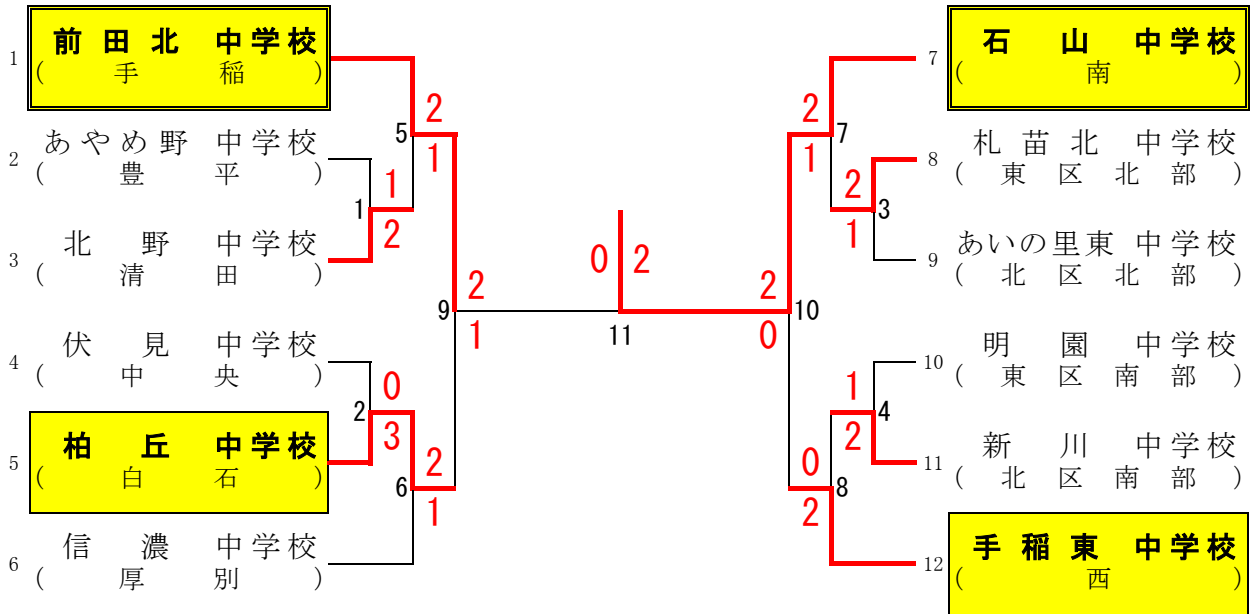 1 前田北 中学校
( 手稲 )
2 あやめ野 中学校
( 豊平 )
3 北野 中学校
( 清田 )
4 伏見 中学校
( 中央 )
5 柏丘 中学校
( 白石 )
6 信濃 中学校
( 厚別 )
1
1
2
2
0
3
5
2
1
6
2
1
9
2
1
0 2
11
2
10
0
2
7
1
2
3
1
1
4
2
0
8
2
7 石山 中学校
( 南 )
8 札苗北 中学校
( 東区北部 )
9 あいの里東 中学校
( 北区北部 )
10 明園 中学校
( 東区南部 )
11 新川 中学校
( 北区南部 )
12 手稲東 中学校
( 西 )